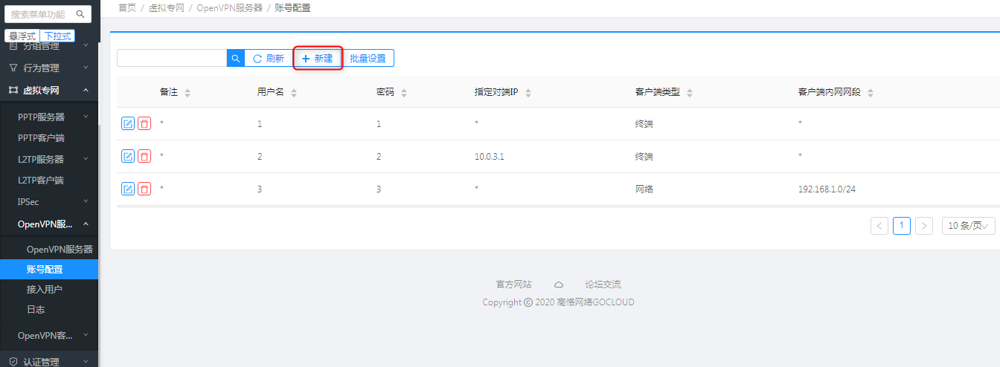 搜索菜单功能
悬浮式 下拉式
分组管理
行为管理
虚拟专网
PPTP服务器
PPTP客户端
L2TP服务器
L2TP客户端
IPSec
OpenVPN服...
OpenVPN服务器
账号配置
接入用户
日志
OpenVPN客...
认证管理
首页 / 虚拟专网 / OpenVPN服务器 / 账号配置
刷新 + 新建 批量设置
备注 用户名 密码 指定对端IP 客户端类型 客户端内网网段
* 1 1 * 终端 *
* 2 2 10.0.3.1 终端 *
* 3 3 * 网络 192.168.1.0/24
< 1 > 10 条/页
官方网站 论坛交流
Copyright © 2020 高恪网络GOCLOUD